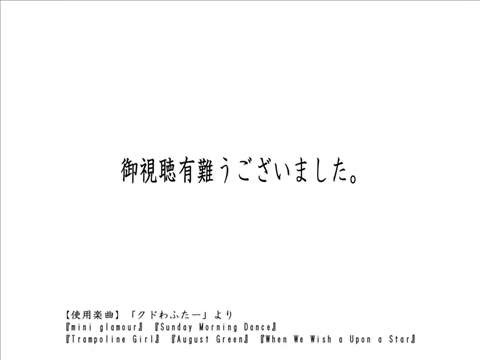 御視聴有難うございました。
【使用楽曲】「クドわふたー」より
『mini glamour』『Sunday Morning Dance』
『Trampoline Girl』『August Green』『When We Wish a Upon a Star』